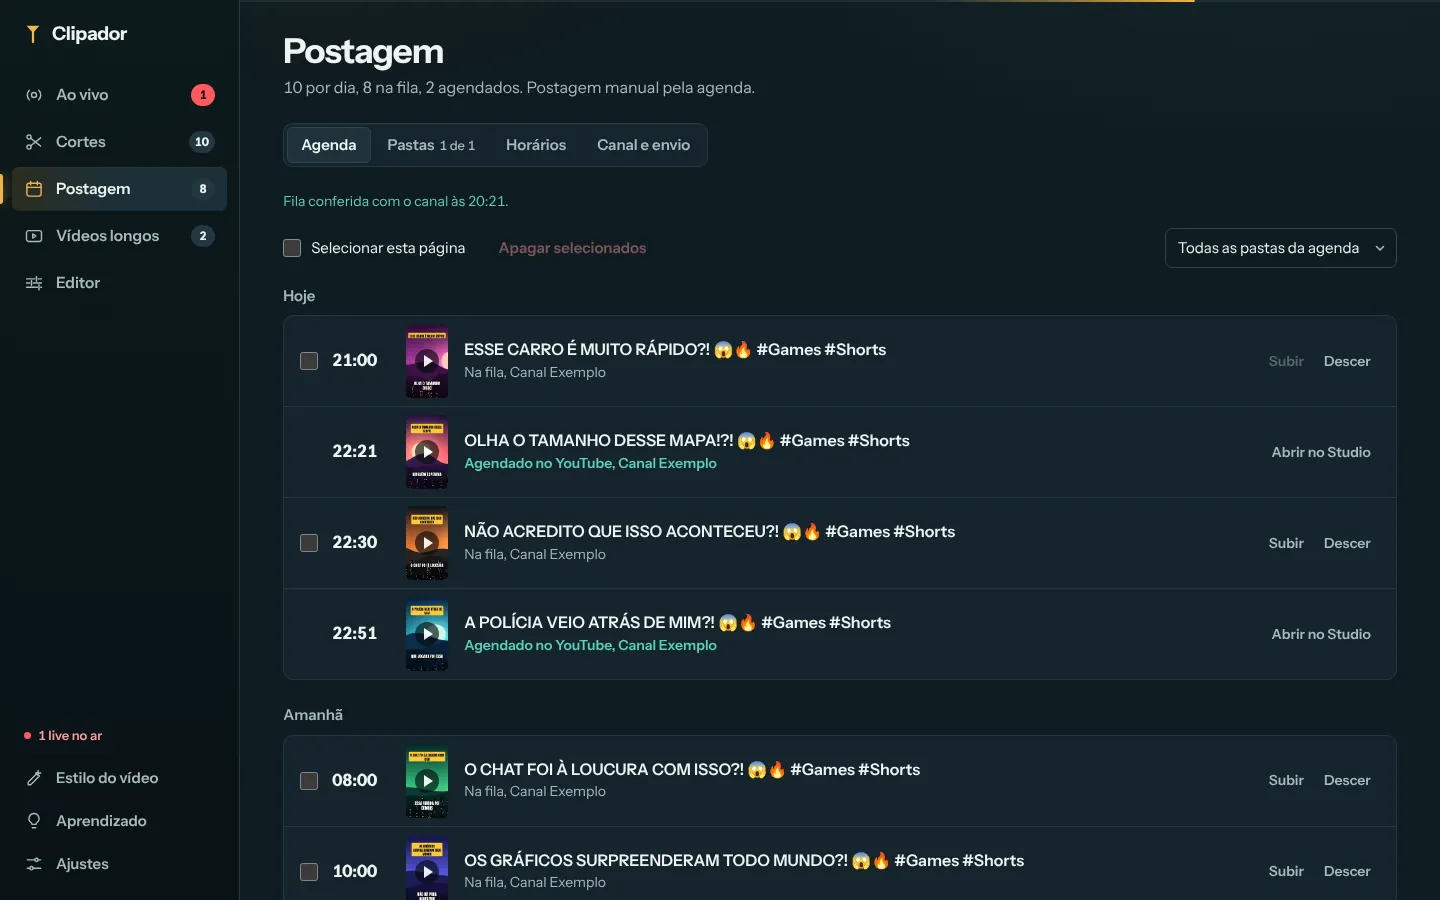 Clipador
Ao vivo 1
Cortes 10
Postagem 8
Vídeos longos 2
Editor
1 live no ar
Estilo do vídeo
Aprendizado
Ajustes
Postagem
10 por dia, 8 na fila, 2 agendados. Postagem manual pela agenda.
Agenda Pastas 1 de 1 Horários Canal e envio
Fila conferida com o canal às 20:21.
Selecionar esta página Apagar selecionados Todas as pastas da agenda
Hoje
21:00 ESSE CARRO É MUITO RÁPIDO?! 😱🔥 #Games #Shorts
Na fila, Canal Exemplo
Subir Descer
22:21 OLHA O TAMANHO DESSE MAPA!?! 😱🔥 #Games #Shorts
Agendado no YouTube, Canal Exemplo
Abrir no Studio
22:30 NÃO ACREDITO QUE ISSO ACONTECEU?! 😱🔥 #Games #Shorts
Na fila, Canal Exemplo
Subir Descer
22:51 A POLÍCIA VEIO ATRÁS DE MIM?! 😱🔥 #Games #Shorts
Agendado no YouTube, Canal Exemplo
Abrir no Studio
Amanhã
08:00 O CHAT FOI À LOUCURA COM ISSO?! 😱🔥 #Games #Shorts
Na fila, Canal Exemplo
Subir Descer
10:00 OS GRÁFICOS SURPREENDERAM TODO MUNDO?! 😱🔥 #Games #Shorts
Na fila, Canal Exemplo
Subir Descer